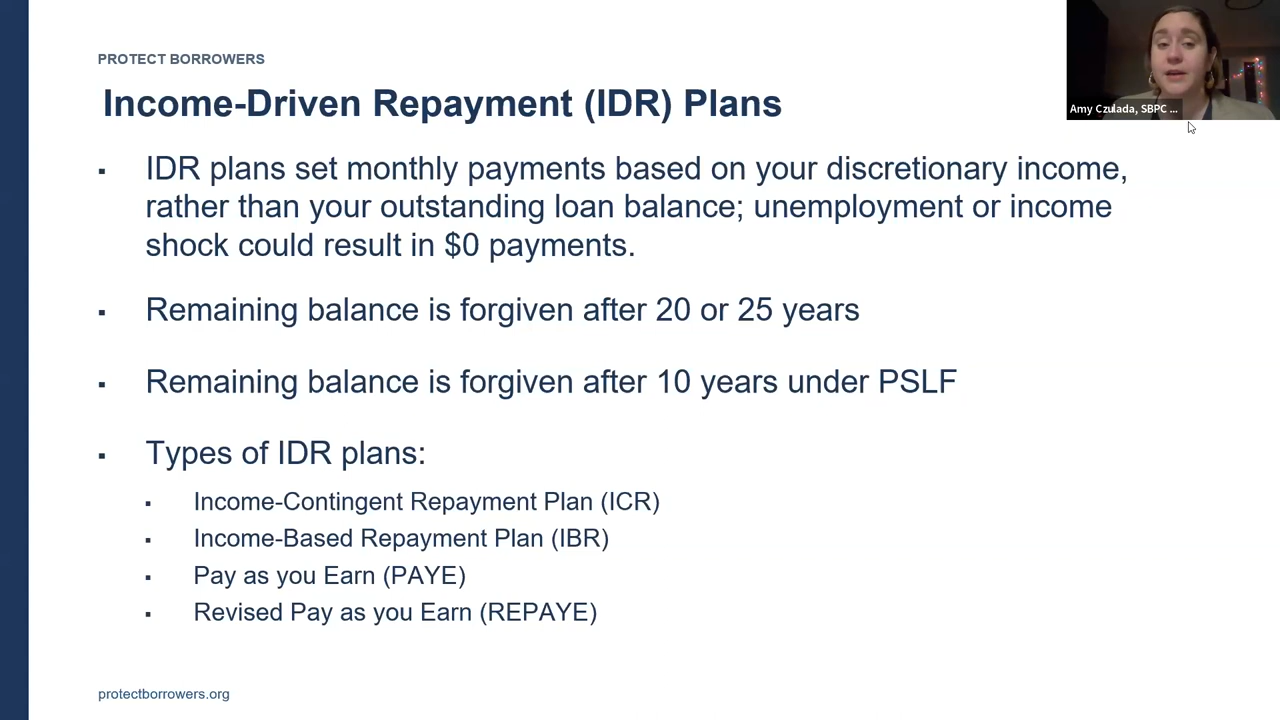 PROTECT BORROWERS
Income-Driven Repayment (IDR) Plans
Amy Czulada, SBPC ...
IDR plans set monthly payments based on your discretionary income,
rather than your outstanding loan balance; unemployment or income
shock could result in $0 payments.
Remaining balance is forgiven after 20 or 25 years
Remaining balance is forgiven after 10 years under PSLF
Types of IDR plans:
Income-Contingent Repayment Plan (ICR)
Income-Based Repayment Plan (IBR)
Pay as you Earn (PAYE)
Revised Pay as you Earn (REPAYE)
protectborrowers.org